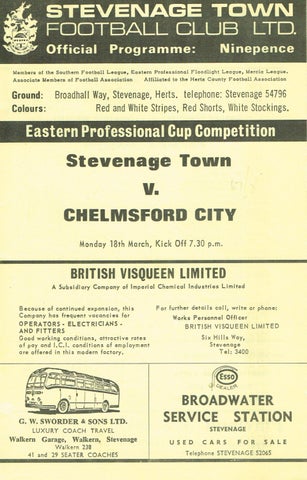 STEVENAGE TOWN
FOOTBALL CLUB LTD.
Official Programme: Ninepence
Members of the Southern Football League, Eastern Professional Floodlight League, Mercia League.
Associate Members of Football Association Affiliated to the Herts County Football Association
Ground: Broadhall Way, Stevenage, Herts. telephone: Stevenage 54796
Colours: Red and White Stripes, Red Shorts, White Stockings.
Eastern Professional Cup Competition
Stevenage Town
V.
CHELMSFORD CITY
Monday 18th March, Kick Off 7.30 p.m.
BRITISH VISQUEEN LIMITED
A Subsidiary Company of Imperial Chemical Industries Limited
Because of continued expansion, this
Company has frequent vacancies for
OPERATORS - ELECTRICIANS -
AND FITTERS
Good working conditions, attractive rates
of pay and I.C.I. conditions of employment
are offered in this modern factory.
For further details call, write or phone:
Works Personnel Officer
BRITISH VISQUEEN LIMITED
Six Hills Way,
Stevenage
Tel: 3400
G. W. SWORDER & SONS LTD.
LUXURY COACH TRAVEL
Walkern Garage, Walkern, Stevenage
Walkern 238
41 and 29 SEATER COACHES
Esso
DEALER
BROADWATER
SERVICE STATION
STEVENAGE
USED CARS FOR SALE
Telephone STEVENAGE 52065